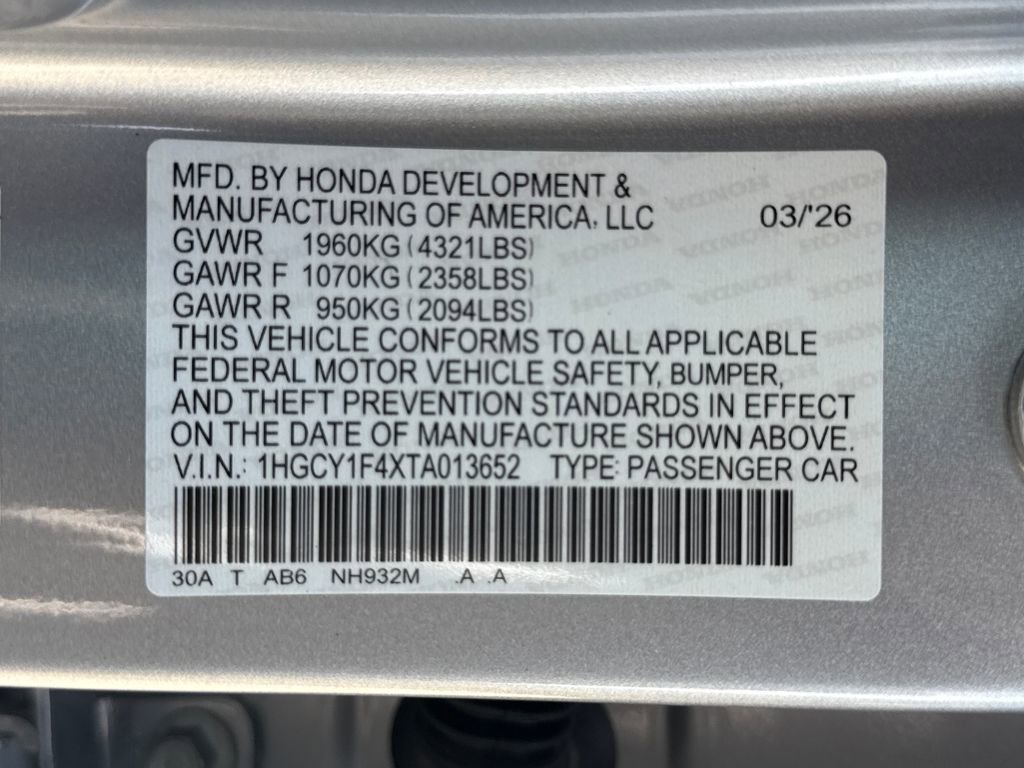 MFD. BY HONDA DEVELOPMENT &
MANUFACTURING OF AMERICA, LLC 03/'26
GVWR 1960KG (4321LBS)
GAWR F 1070KG (2358LBS)
GAWR R 950KG (2094LBS)
THIS VEHICLE CONFORMS TO ALL APPLICABLE
FEDERAL MOTOR VEHICLE SAFETY, BUMPER,
AND THEFT PREVENTION STANDARDS IN EFFECT
ON THE DATE OF MANUFACTURE SHOWN ABOVE.
V.I.N.: 1HGCY1F4XTA013652 TYPE: PASSENGER CAR
30A T AB6 NH932M .A .A